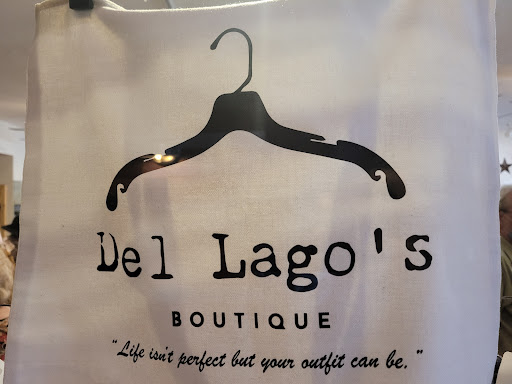 Del Lago's
BOUTIQUE
"Life isn't perfect but your outfit can be."